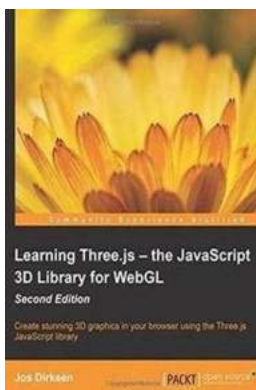 Community Experience Distilled
Learning Three.js – the JavaScript
3D Library for WebGL
Second Edition
Create stunning 3D graphics in your browser using the Three.js
JavaScript library
Jos Dirksen
PACKT open source*